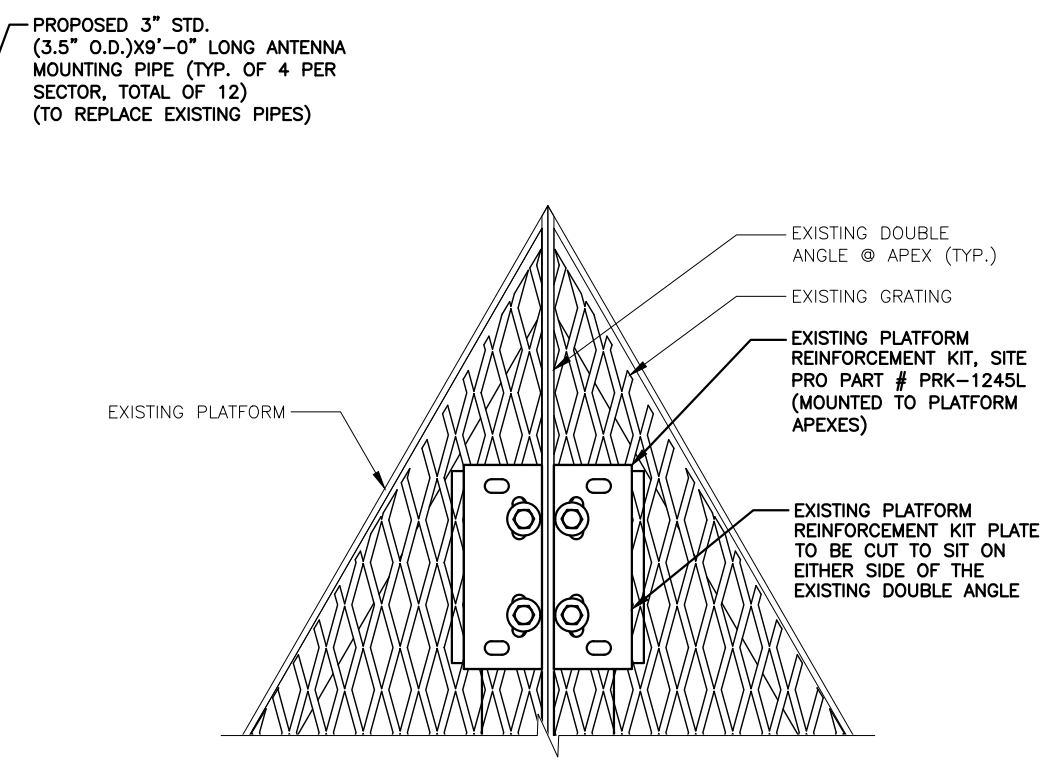 PROPOSED 3" STD.
(3.5" O.D.)X9'-0" LONG ANTENNA
MOUNTING PIPE (TYP. OF 4 PER
SECTOR, TOTAL OF 12)
(TO REPLACE EXISTING PIPES)
EXISTING DOUBLE
ANGLE @ APEX (TYP.)
EXISTING GRATING
EXISTING PLATFORM
REINFORCEMENT KIT, SITE
PRO PART # PRK-1245L
(MOUNTED TO PLATFORM
APEXES)
EXISTING PLATFORM
EXISTING PLATFORM
REINFORCEMENT KIT PLATE
TO BE CUT TO SIT ON
EITHER SIDE OF THE
EXISTING DOUBLE ANGLE